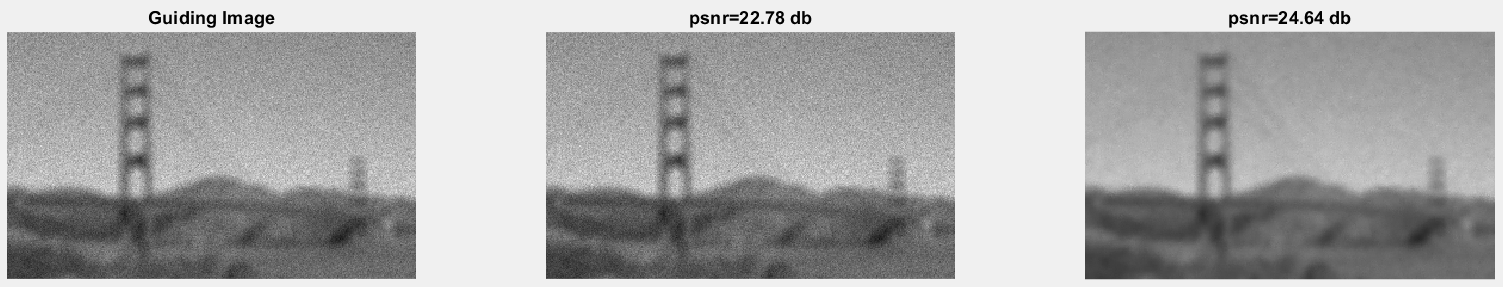 Guiding Image
psnr=22.78 db
psnr=24.64 db